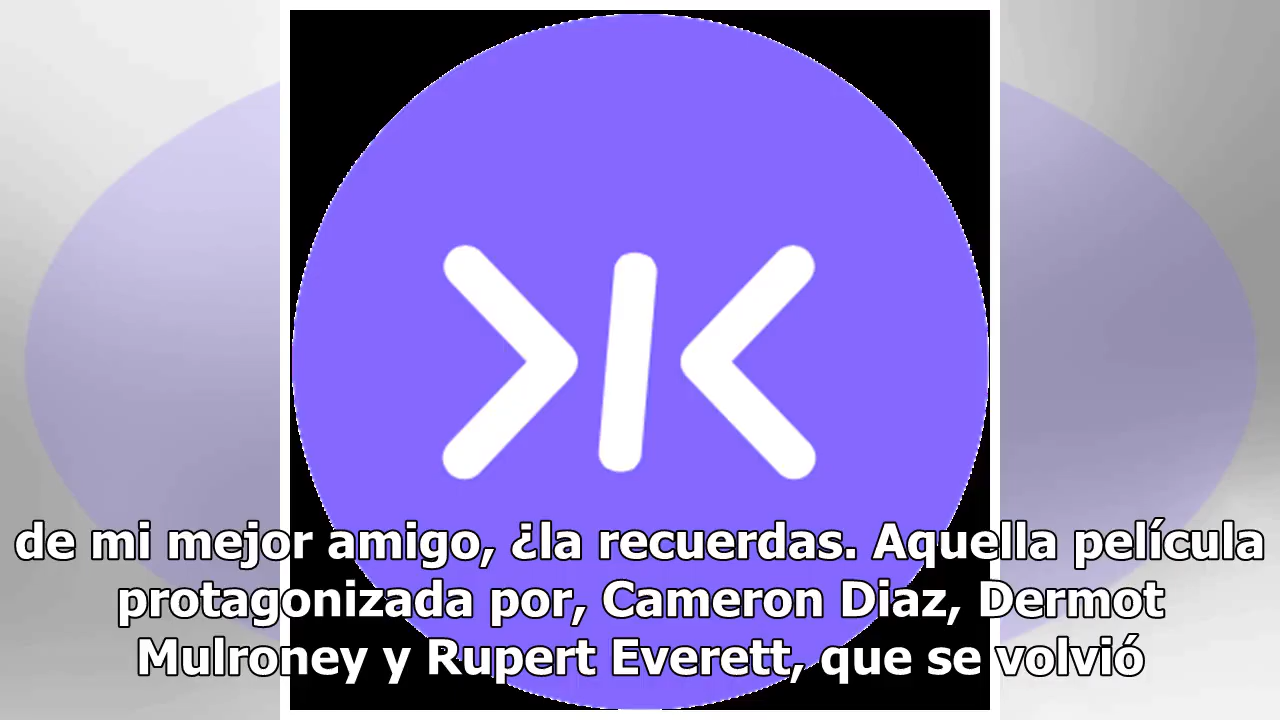 de mi mejor amigo, ¿la recuerdas. Aquella película
protagonizada por, Cameron Diaz, Dermot
Mulroney y Rupert Everett, que se volvió